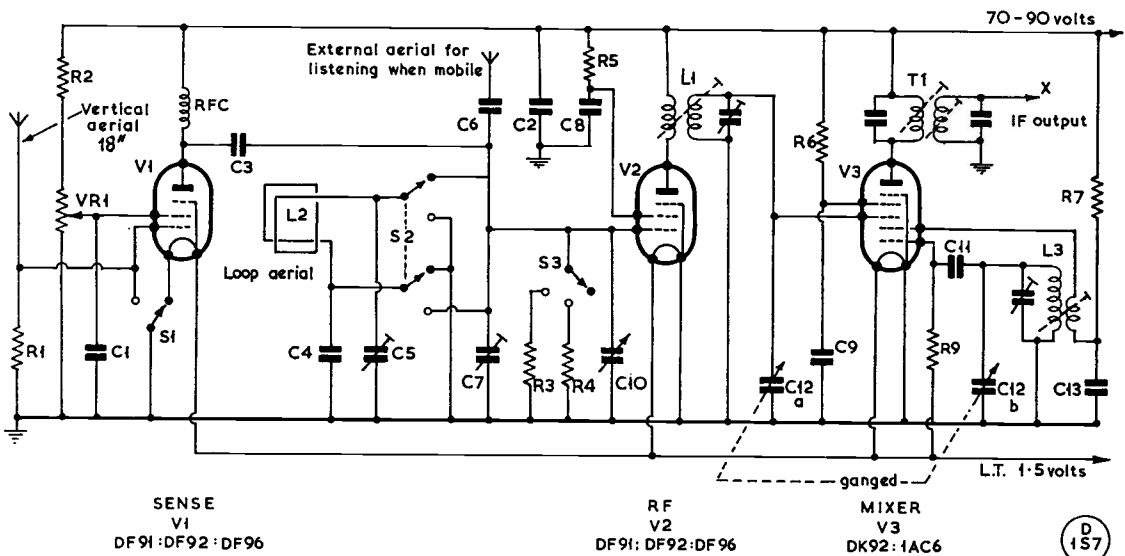 70-90 volts
External aerial for
listening when mobile
R2
RFC
R5
L1
T1
X
Vertical
aerial
18"
C6
C2
C8
IF output
V1
C3
V2
R6
V3
R7
VR1
L2
S2
C11
L3
Loop aerial
S3
S1
R1
C1
C4
C5
C7
R3
R4
C10
C12
a
C9
R9
C12
b
C13
ganged
L.T. 1·5 volts
SENSE
V1
DF91:DF92:DF96
RF
V2
DF91; DF92:DF96
MIXER
V3
DK92:1AC6
D
1S7